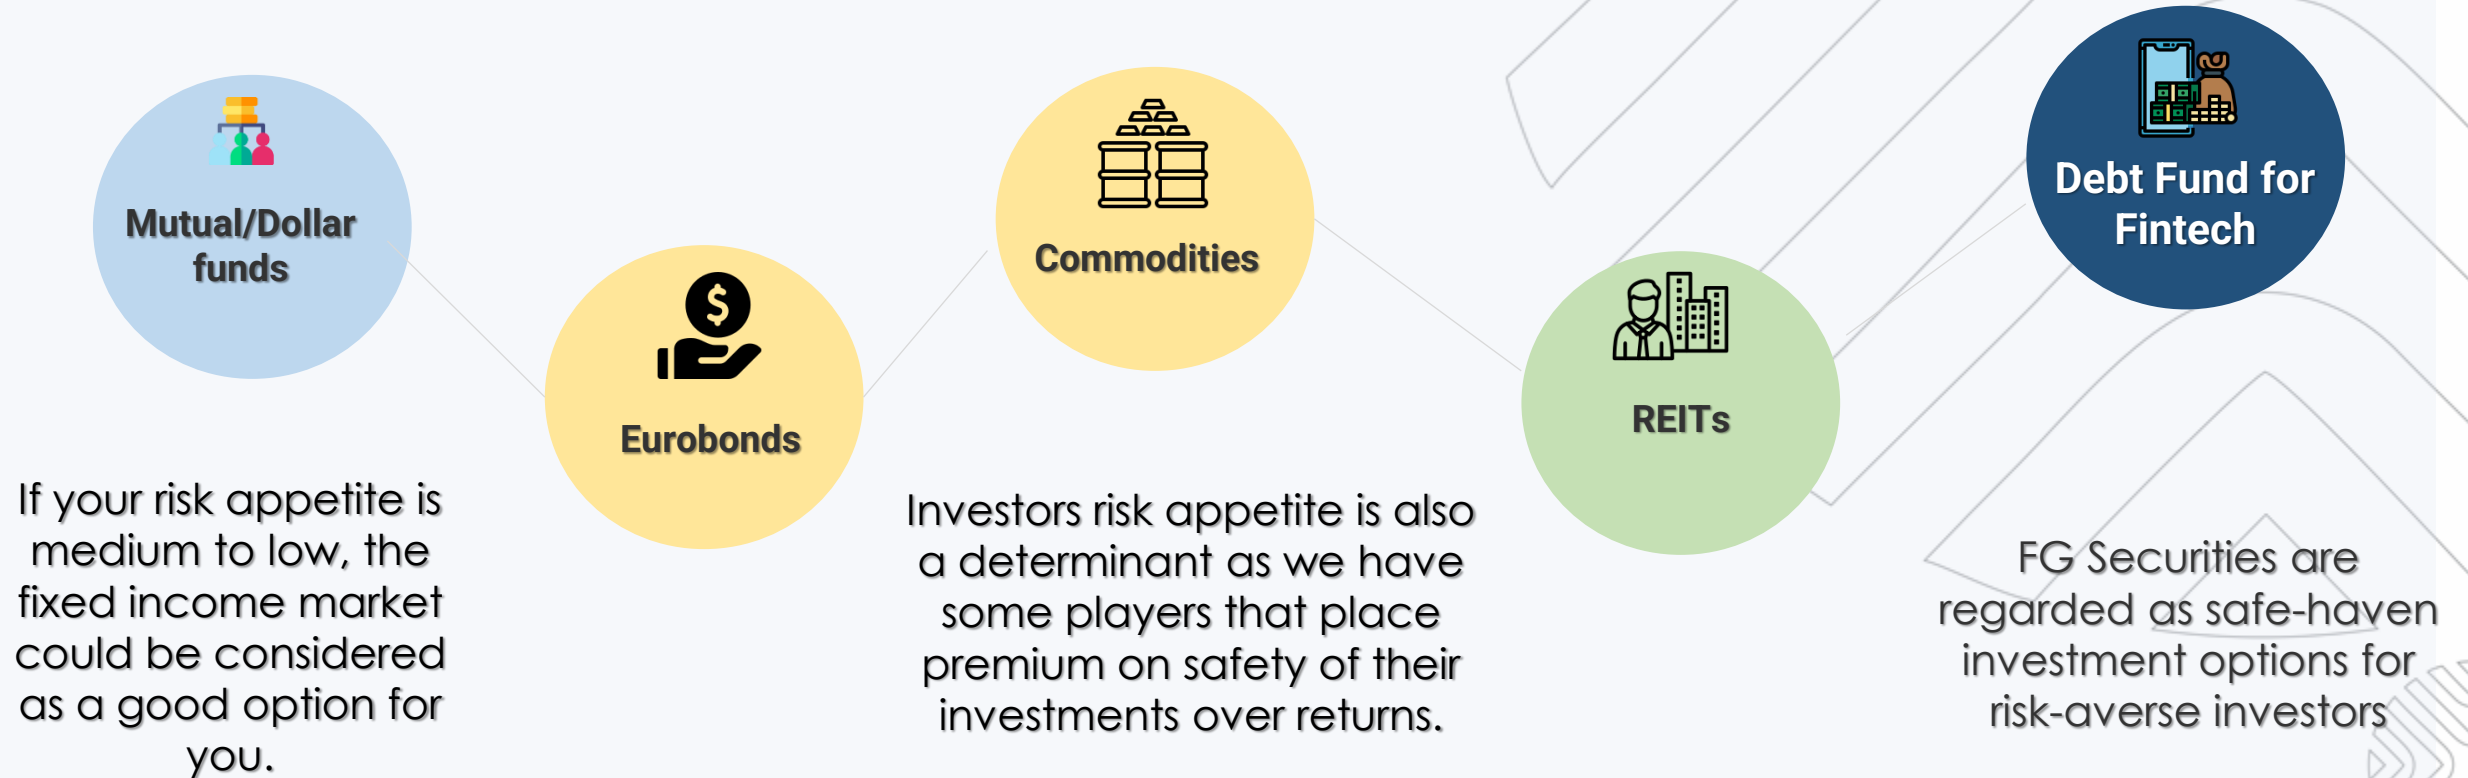 Mutual/Dollar
funds
Eurobonds
$
Commodities
REITs
Debt Fund for
Fintech
If your risk appetite is
medium to low, the
fixed income market
could be considered
as a good option for
you.
Investors risk appetite is also
a determinant as we have
some players that place
premium on safety of their
investments over returns.
FG Securities are
regarded as safe-haven
investment options for
risk-averse investors